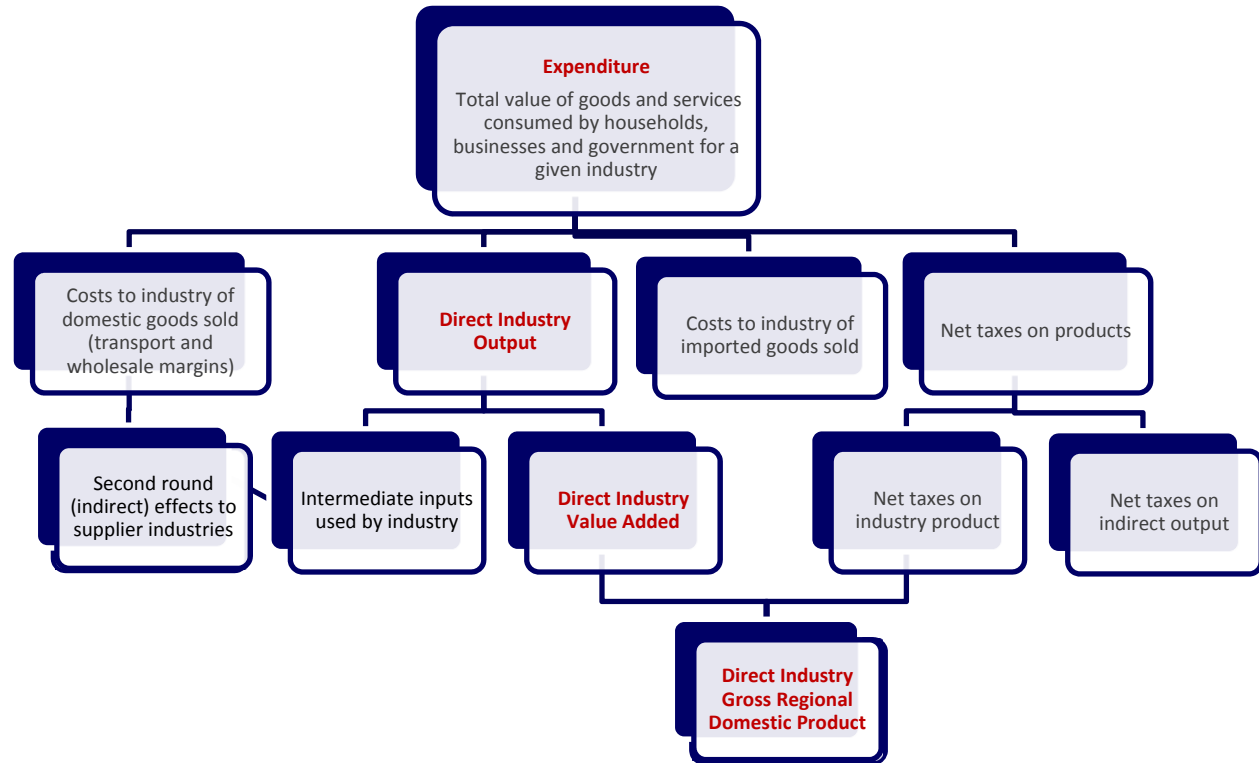 Expenditure
Total value of goods and services
consumed by households,
businesses and government for a
given industry
Costs to industry of
domestic goods sold
(transport and
wholesale margins)
Direct Industry
Output
Costs to industry of
imported goods sold
Net taxes on products
Second round
(indirect) effects to
supplier industries
Intermediate inputs
used by industry
Direct Industry
Value Added
Net taxes on
industry product
Net taxes on
indirect output
Direct Industry
Gross Regional
Domestic Product